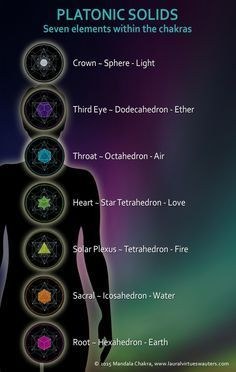 PLATONIC SOLIDS
Seven elements within the chakras
Crown ~ Sphere - Light
Third Eye ~ Dodecahedron - Ether
Throat ~ Octahedron - Air
Heart ~ Star Tetrahedron - Love
Solar Plexus ~ Tetrahedron - Fire
Sacral ~ Icosahedron - Water
Root ~ Hexahedron - Earth
© 2015 Mandala Chakra, www.lauralvirtueswauters.com